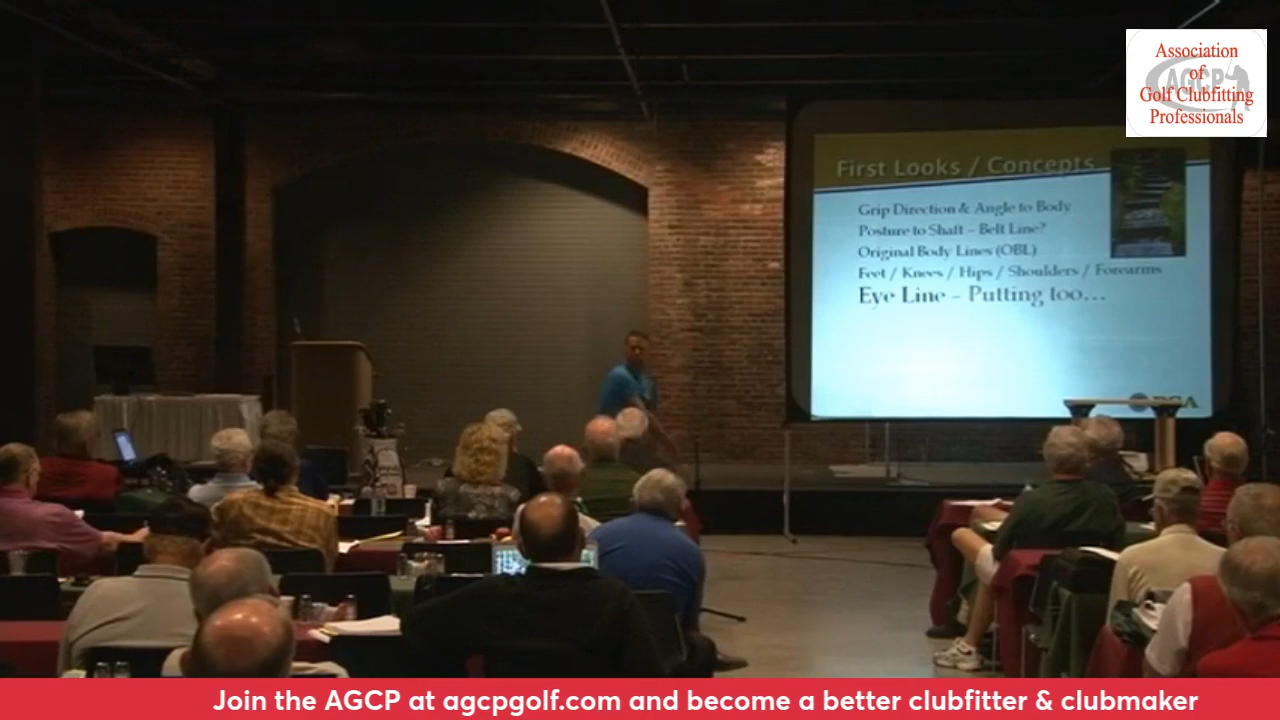 Association
of
AGCP
Golf Clubfitting
Professionals
First Looks / Concepts
Grip Direction & Angle to Body
Posture to Shaft – Belt Line?
Original Body Lines (OBL)
Feet / Knees / Hips / Shoulders / Forearms
Eye Line – Putting too...
PGA
Join the AGCP at agcpgolf.com and become a better clubfitter & clubmaker